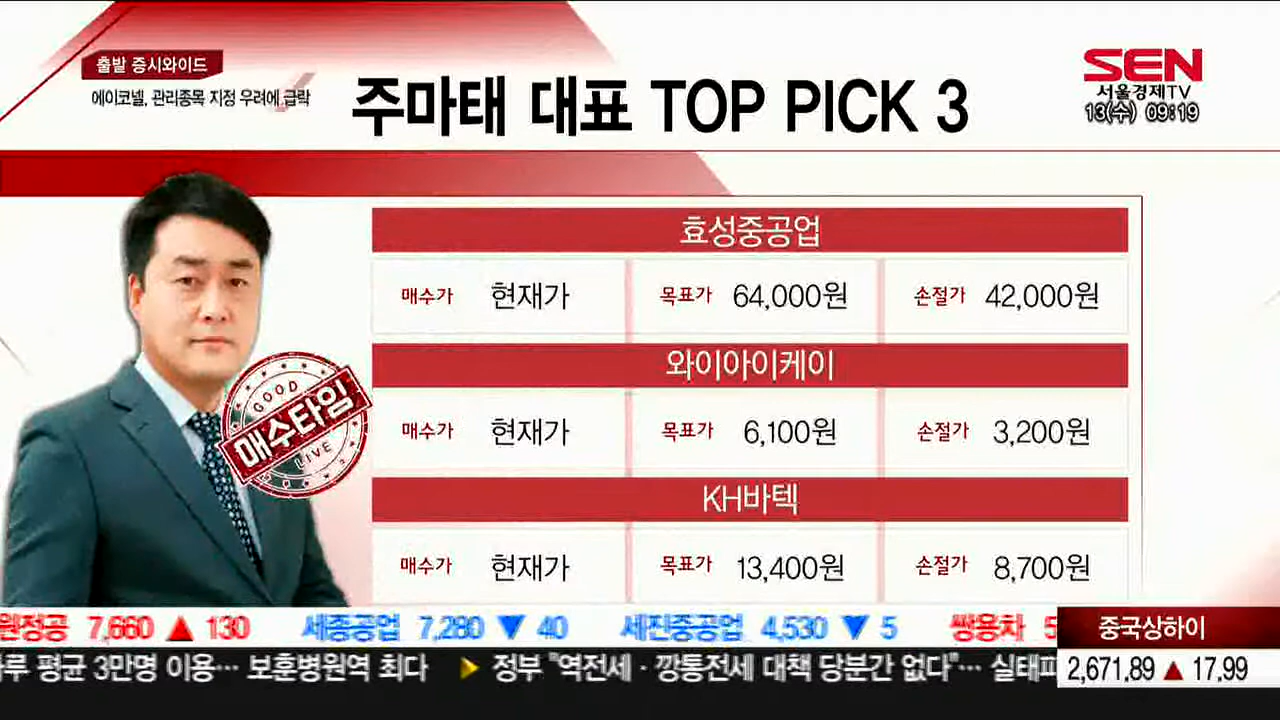 출발 증시와이드
에이코넬, 관리종목 지정 우려에 급락
주마태 대표 TOP PICK 3
SEN
서울경제TV
13(수) 09:19
효성중공업
매수가 현재가 목표가 64,000원 손절가 42,000원
와이아이케이
매수가 현재가 목표가 6,100원 손절가 3,200원
KH바텍
매수가 현재가 목표가 13,400원 손절가 8,700원
GOOD
매수타임
LIVE
원정공 7,660 ▲ 130 세종공업 7,280 ▼ 40 세진중공업 4,530 ▼ 5 쌍용차 5
중국상하이
하루 평균 3만명 이용… 보훈병원역 최다 ▶ 정부 "역전세·깡통전세 대책 당분간 없다"… 실태파
2,671.89 ▲ 17.99